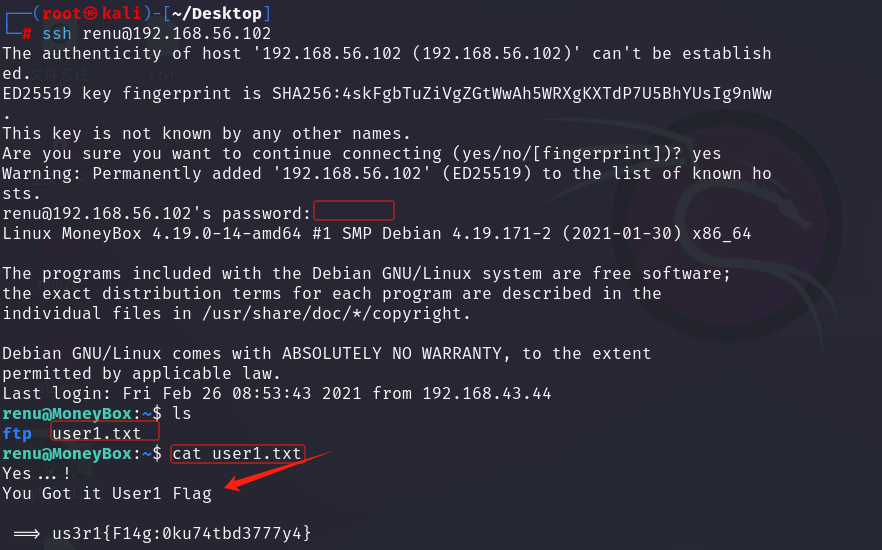 ┌──(root㉿kali)-[~/Desktop]
└─# ssh renu@192.168.56.102
The authenticity of host '192.168.56.102 (192.168.56.102)' can't be establish
ed.
ED25519 key fingerprint is SHA256:4skFgbTuZiVgZGtWwAh5WRXgKXTdP7U5BhYUsIg9nWw
.
This key is not known by any other names.
Are you sure you want to continue connecting (yes/no/[fingerprint])? yes
Warning: Permanently added '192.168.56.102' (ED25519) to the list of known ho
sts.
renu@192.168.56.102's password:
Linux MoneyBox 4.19.0-14-amd64 #1 SMP Debian 4.19.171-2 (2021-01-30) x86_64

The programs included with the Debian GNU/Linux system are free software;
the exact distribution terms for each program are described in the
individual files in /usr/share/doc/*/copyright.

Debian GNU/Linux comes with ABSOLUTELY NO WARRANTY, to the extent
permitted by applicable law.
Last login: Fri Feb 26 08:53:43 2021 from 192.168.43.44
renu@MoneyBox:~$ ls
ftp  user1.txt
renu@MoneyBox:~$ cat user1.txt
Yes...!
You Got it User1 Flag

 ==> us3r1{F14g:0ku74tbd3777y4}